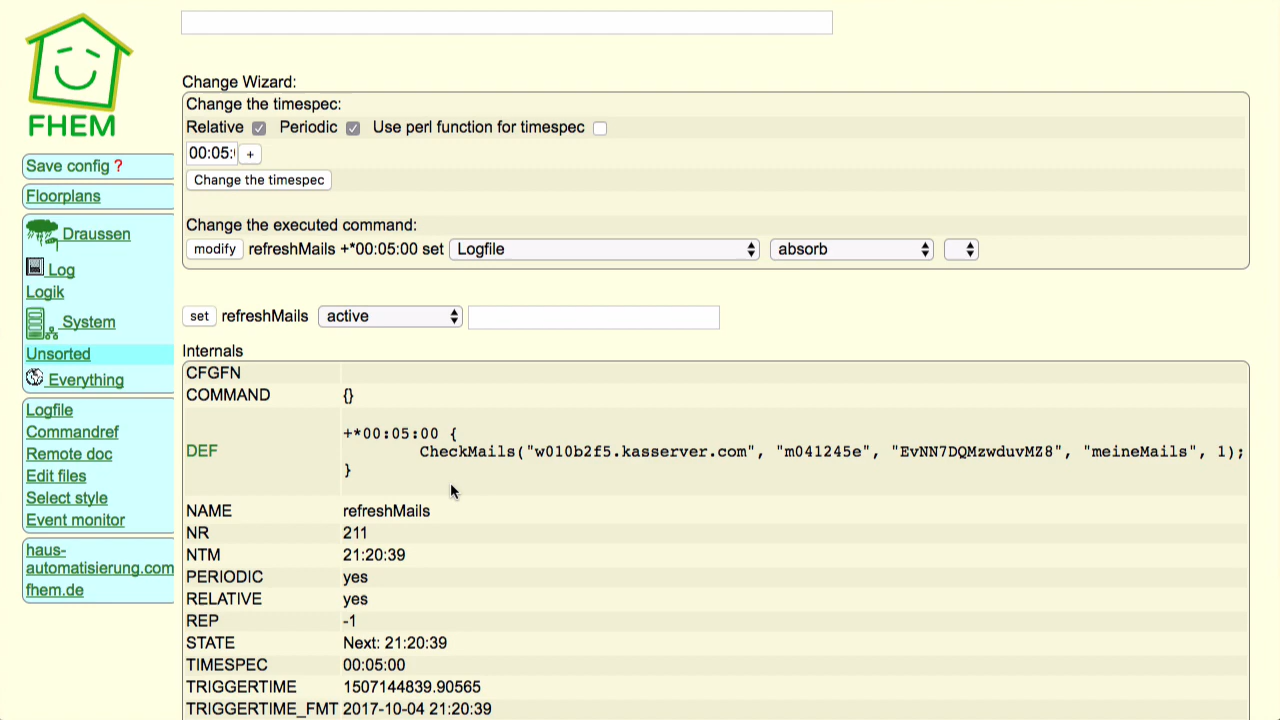 FHEM
Save config ?
Floorplans
Draussen
Log
Logik
System
Unsorted
Everything
Logfile
Commandref
Remote doc
Edit files
Select style
Event monitor
haus-
automatisierung.com
fhem.de
Change Wizard:
Change the timespec:
Relative Periodic Use perl function for timespec
00:05: +
Change the timespec
Change the executed command:
modify refreshMails +*00:05:00 set Logfile absorb
set refreshMails active
Internals
CFGFN
COMMAND {}
DEF
+*00:05:00 {
CheckMails("w010b2f5.kasserver.com", "m041245e", "EvNN7DQMzwduvMZ8", "meineMails", 1);
}
NAME refreshMails
NR 211
NTM 21:20:39
PERIODIC yes
RELATIVE yes
REP -1
STATE Next: 21:20:39
TIMESPEC 00:05:00
TRIGGERTIME 1507144839.90565
TRIGGERTIME_FMT 2017-10-04 21:20:39